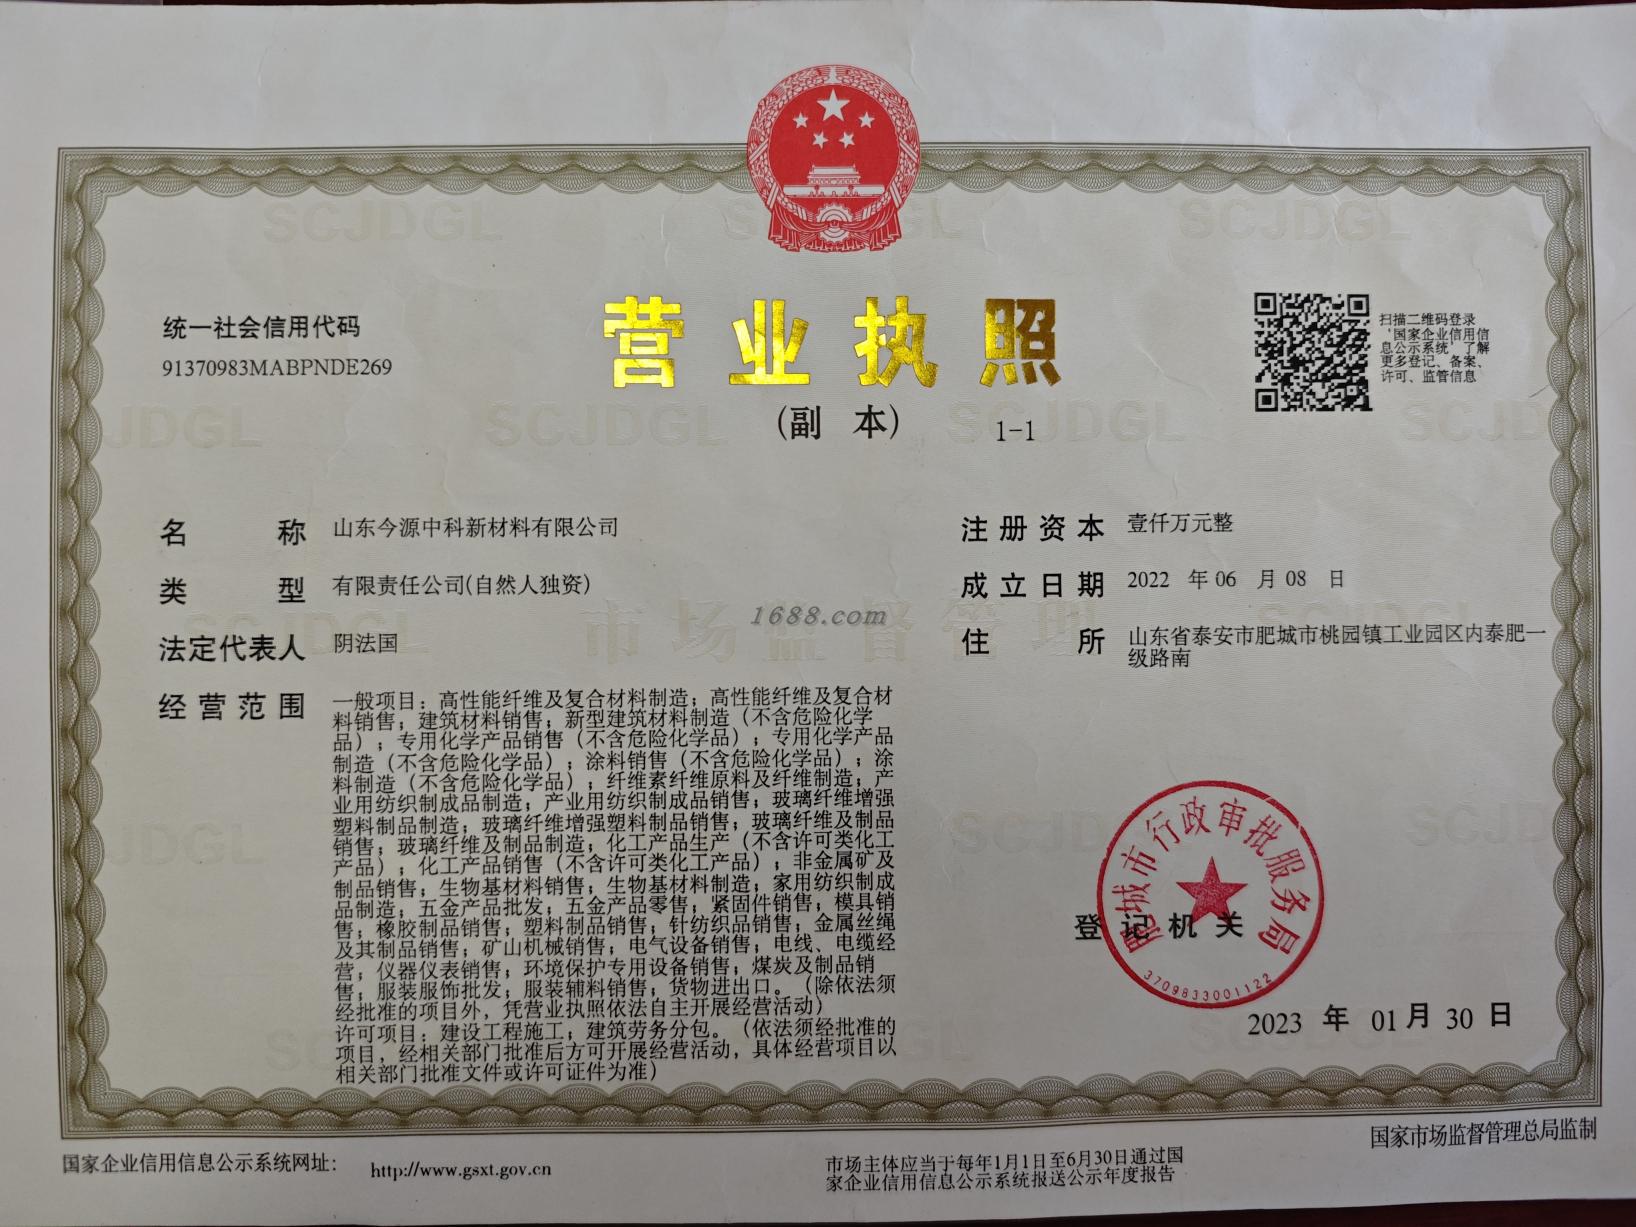 统一社会信用代码
91370983MABPNDE269
营业执照
(副 本)
1-1
扫描二维码登录
'国家企业信用信
息公示系统'了解
更多登记、备案、
许可、监管信息
名 称 山东今源中科新材料有限公司
类 型 有限责任公司(自然人独资)
法定代表人 阴法国
经营范围 一般项目：高性能纤维及复合材料制造；高性能纤维及复合材
料销售；建筑材料销售；新型建筑材料制造（不含危险化学
品）；专用化学产品销售（不含危险化学品）；专用化学产品
制造（不含危险化学品）；涂料销售（不含危险化学品）；涂
料制造（不含危险化学品）；纤维素纤维原料及纤维制造；产
业用纺织制成品制造；产业用纺织制成品销售；玻璃纤维增强
塑料制品制造；玻璃纤维增强塑料制品销售；玻璃纤维及制品
销售；玻璃纤维及制品制造；化工产品生产（不含许可类化工
产品）；化工产品销售（不含许可类化工产品）；非金属矿及
制品销售；生物基材料销售；生物基材料制造；家用纺织制成
品制造；五金产品批发；五金产品零售；紧固件销售；模具销
售；橡胶制品销售；塑料制品销售；针纺织品销售；金属丝绳
及其制品销售；矿山机械销售；电气设备销售；电线、电缆经
营；仪器仪表销售；环境保护专用设备销售；煤炭及制品销
售；服装服饰批发；服装辅料销售；货物进出口。（除依法须
经批准的项目外，凭营业执照依法自主开展经营活动）
许可项目：建设工程施工；建筑劳务分包。（依法须经批准的
项目，经相关部门批准后方可开展经营活动，具体经营项目以
相关部门批准文件或许可证件为准）
注册资本 壹仟万元整
成立日期 2022 年 06 月 08 日
住 所 山东省泰安市肥城市桃园镇工业园区内泰肥一
级路南
1688.com
市场监督管理
SCJDGL
登记机关
肥城市行政审批服务局
3709833001122
2023 年 01 月 30 日
国家企业信用信息公示系统网址： http://www.gsxt.gov.cn
市场主体应当于每年1月1日至6月30日通过国
家企业信用信息公示系统报送公示年度报告
国家市场监督管理总局监制